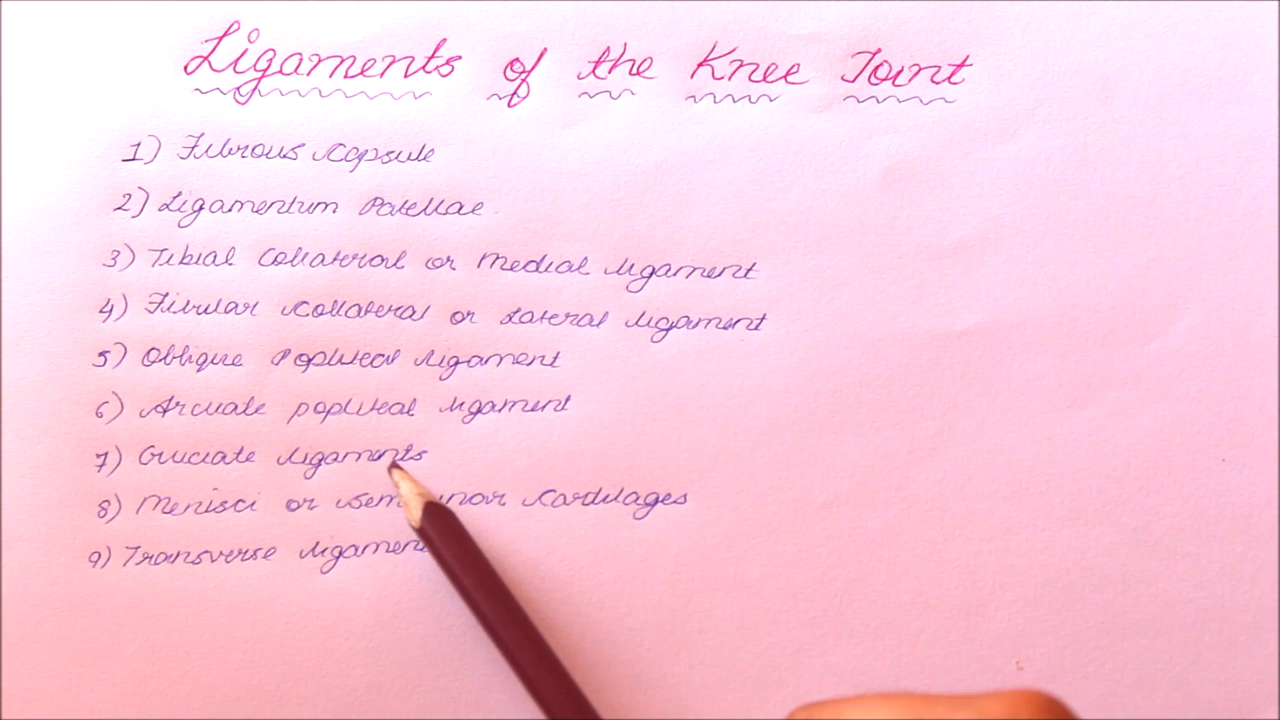 Ligaments of the Knee Joint
1) Fibrous Capsule
2) Ligamentum Patellae
3) Tibial Collateral or Medial ligament
4) Fibular Collateral or Lateral ligament
5) Oblique Popliteal ligament
6) Arcuate popliteal ligament
7) Cruciate ligaments
8) Menisci or Cartilages
9) Transverse